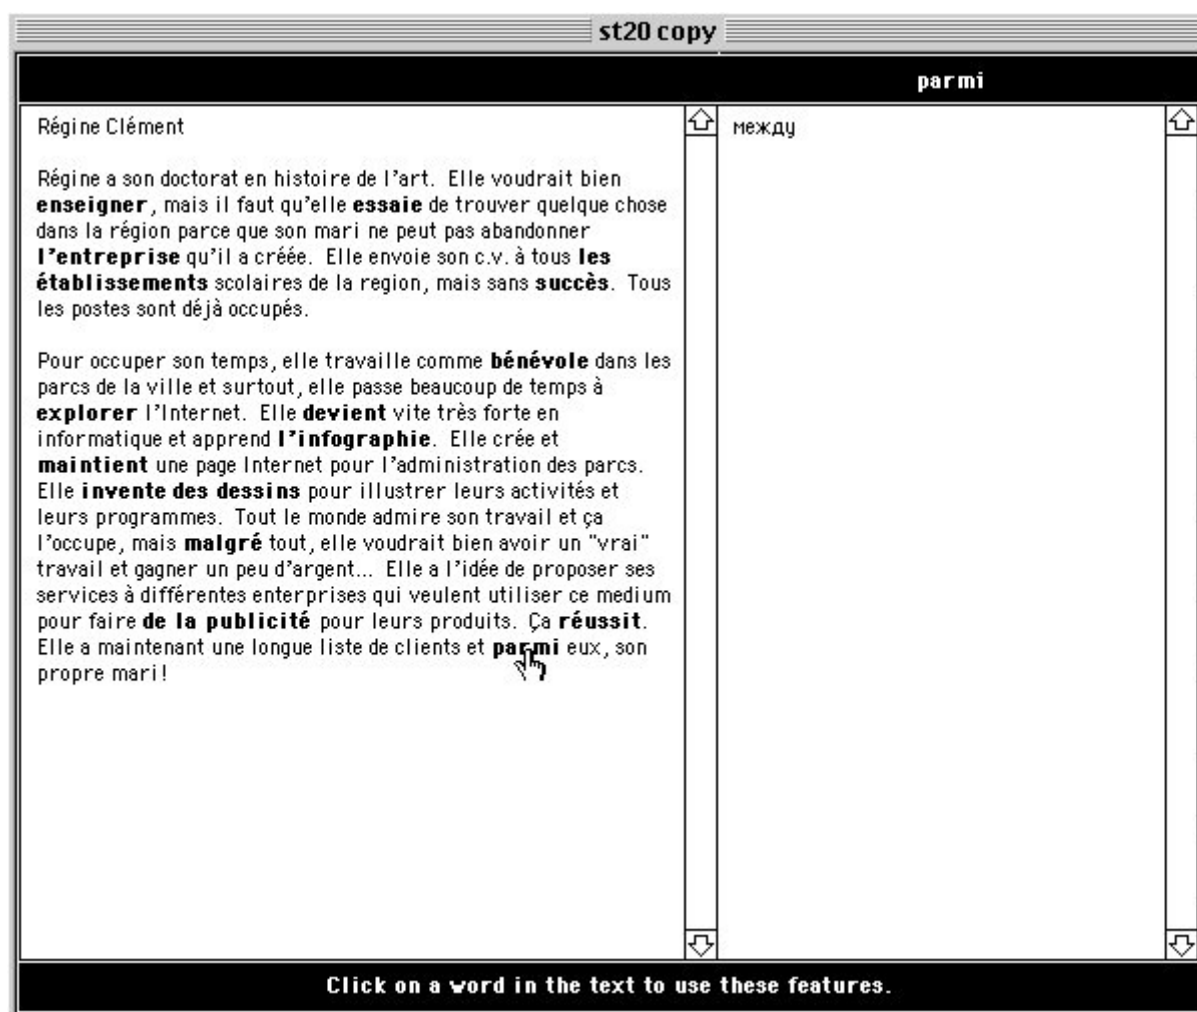 st20 copy
parmi
Régine Clément
Régine a son doctorat en histoire de l'art. Elle voudrait bien
enseigner, mais il faut qu'elle essaie de trouver quelque chose
dans la région parce que son mari ne peut pas abandonner
l'entreprise qu'il a créée. Elle envoie son c.v. à tous les
établissements scolaires de la region, mais sans succès. Tous
les postes sont déjà occupés.
Pour occuper son temps, elle travaille comme bénévole dans les
parcs de la ville et surtout, elle passe beaucoup de temps à
explorer l'Internet. Elle devient vite très forte en
informatique et apprend l'infographie. Elle crée et
maintient une page Internet pour l'administration des parcs.
Elle invente des dessins pour illustrer leurs activités et
leurs programmes. Tout le monde admire son travail et ça
l'occupe, mais malgré tout, elle voudrait bien avoir un "vrai"
travail et gagner un peu d'argent... Elle a l'idée de proposer ses
services à différentes enterprises qui veulent utiliser ce medium
pour faire de la publicité pour leurs produits. Ça réussit.
Elle a maintenant une longue liste de clients et parmi eux, son
propre mari!
между
Click on a word in the text to use these features.